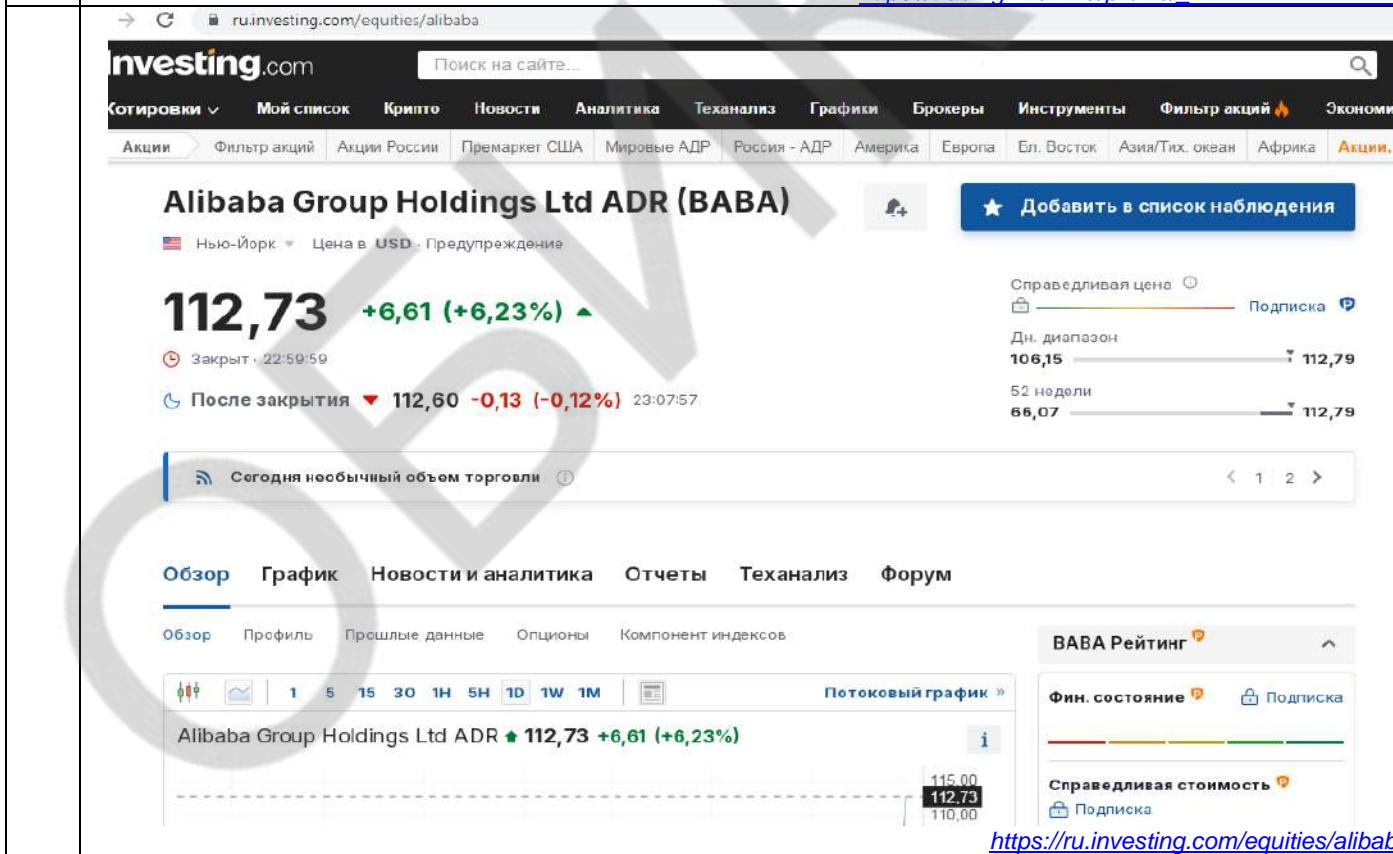 ru.investing.com/equities/alibaba
Investing.com
Поиск на сайте...
Котировки Мой список Крипто Новости Аналитика Теханализ Графики Брокеры Инструменты Фильтр акций Экономи
Акции Фильтр акций Акции России Премаркет США Мировые АДР Россия - АДР Америка Европа Бл. Восток Азия/Тих. океан Африка Акции,
Alibaba Group Holdings Ltd ADR (BABA)
Добавить в список наблюдения
Нью-Йорк Цена в USD · Предупреждение
112,73 +6,61 (+6,23%)
Закрыт · 22:59:59
После закрытия 112,60 -0,13 (-0,12%) 23:07:57
Справедливая цена
Подписка
Дн. диапазон
106,15 112,79
52 недели
66,07 112,79
Сегодня необычный объем торговли
1 2
Обзор График Новости и аналитика Отчеты Теханализ Форум
Обзор Профиль Прошлые данные Опционы Компонент индексов
1 5 15 30 1H 5H 1D 1W 1M
Потоковый график »
Alibaba Group Holdings Ltd ADR 112,73 +6,61 (+6,23%)
i
115,00
112,73
110,00
BABA Рейтинг
Фин. состояние Подписка
Справедливая стоимость
Подписка
https://ru.investing.com/equities/alibab